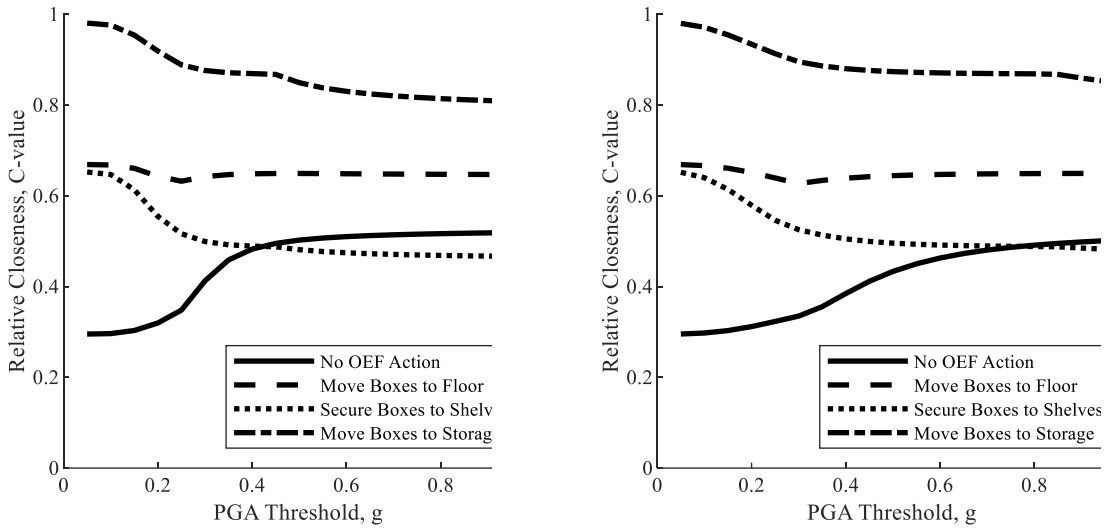 Relative Closeness, C-value
1
0.8
0.6
0.4
0.2
0
0
0.2
0.4
0.6
0.8
PGA Threshold, g
No OEF Action
Move Boxes to Floor
Secure Boxes to Shelv
Move Boxes to Storag
Relative Closeness, C-value
1
0.8
0.6
0.4
0.2
0
0
0.2
0.4
0.6
0.8
PGA Threshold, g
No OEF Action
Move Boxes to Floor
Secure Boxes to Shelves
Move Boxes to Storage